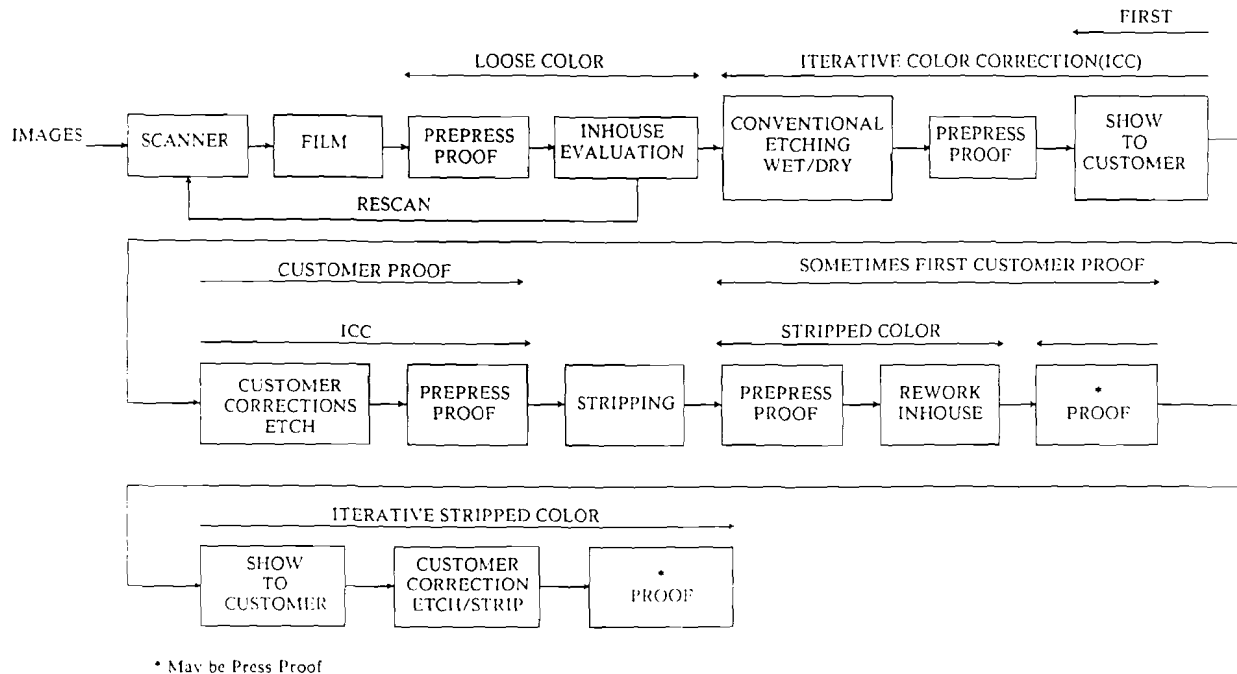 FIRST
LOOSE COLOR
ITERATIVE COLOR CORRECTION(ICC)
IMAGES
SCANNER
FILM
PREPRESS
PROOF
INHOUSE
EVALUATION
CONVENTIONAL
ETCHING
WET/DRY
PREPRESS
PROOF
SHOW
TO
CUSTOMER
RESCAN
CUSTOMER PROOF
SOMETIMES FIRST CUSTOMER PROOF
ICC
STRIPPED COLOR
CUSTOMER
CORRECTIONS
ETCH
PREPRESS
PROOF
STRIPPING
PREPRESS
PROOF
REWORK
INHOUSE
*
PROOF
ITERATIVE STRIPPED COLOR
SHOW
TO
CUSTOMER
CUSTOMER
CORRECTION
ETCH/STRIP
*
PROOF
* May be Press Proof